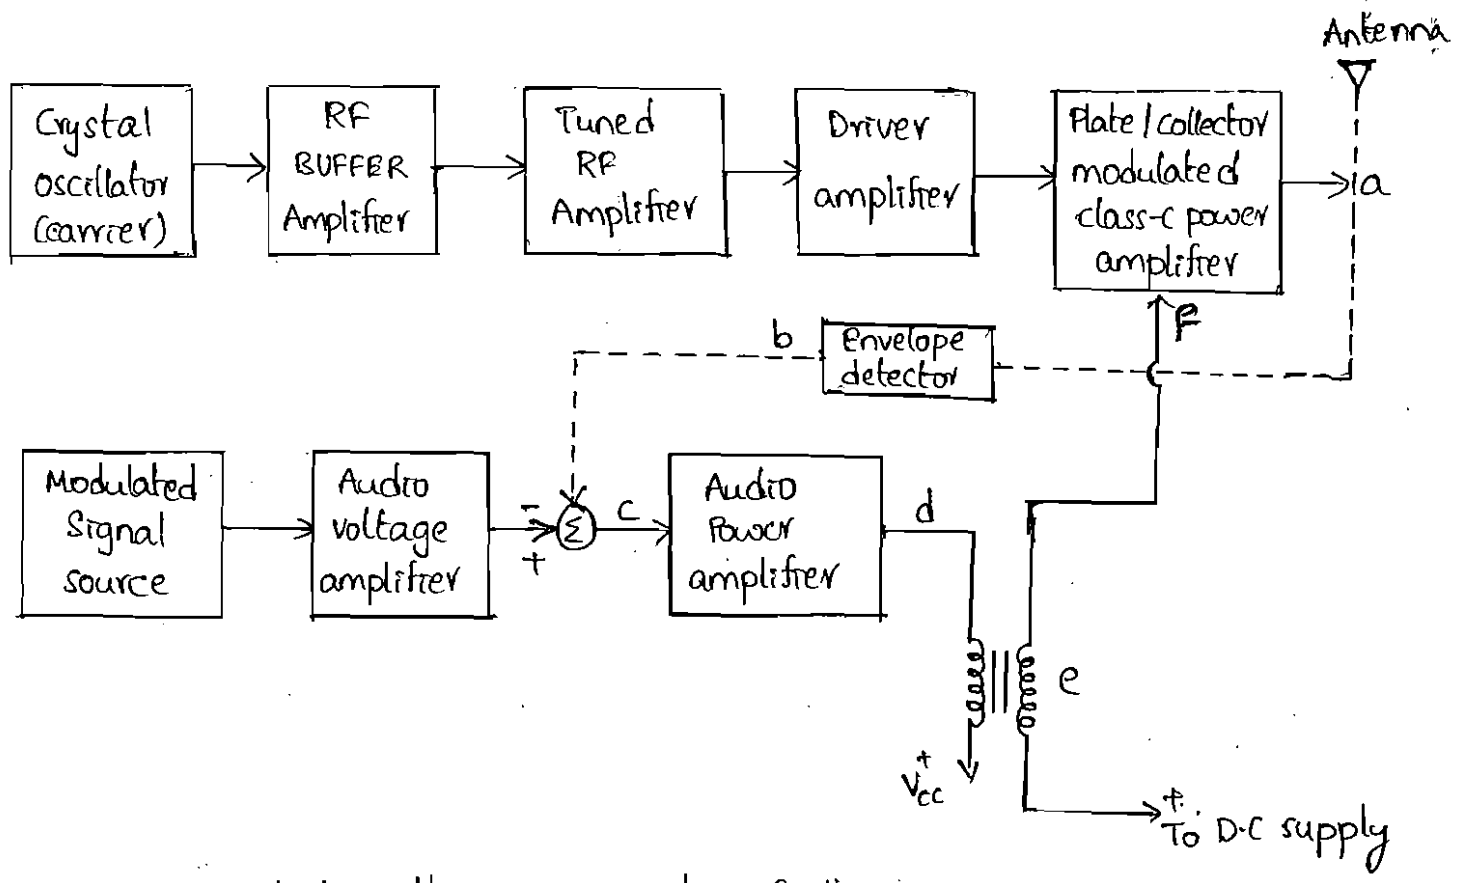 Antenna
Crystal
oscillator
(carrier)
RF
BUFFER
Amplifier
Tuned
RF
Amplifier
Driver
amplifier
Plate/collector
modulated
class-c power
amplifier
a
F
b
Envelope
detector
Modulated
Signal
source
Audio
voltage
amplifier
-
+
Σ
c
Audio
Power
amplifier
d
e
+
Vcc
+
To D.C supply